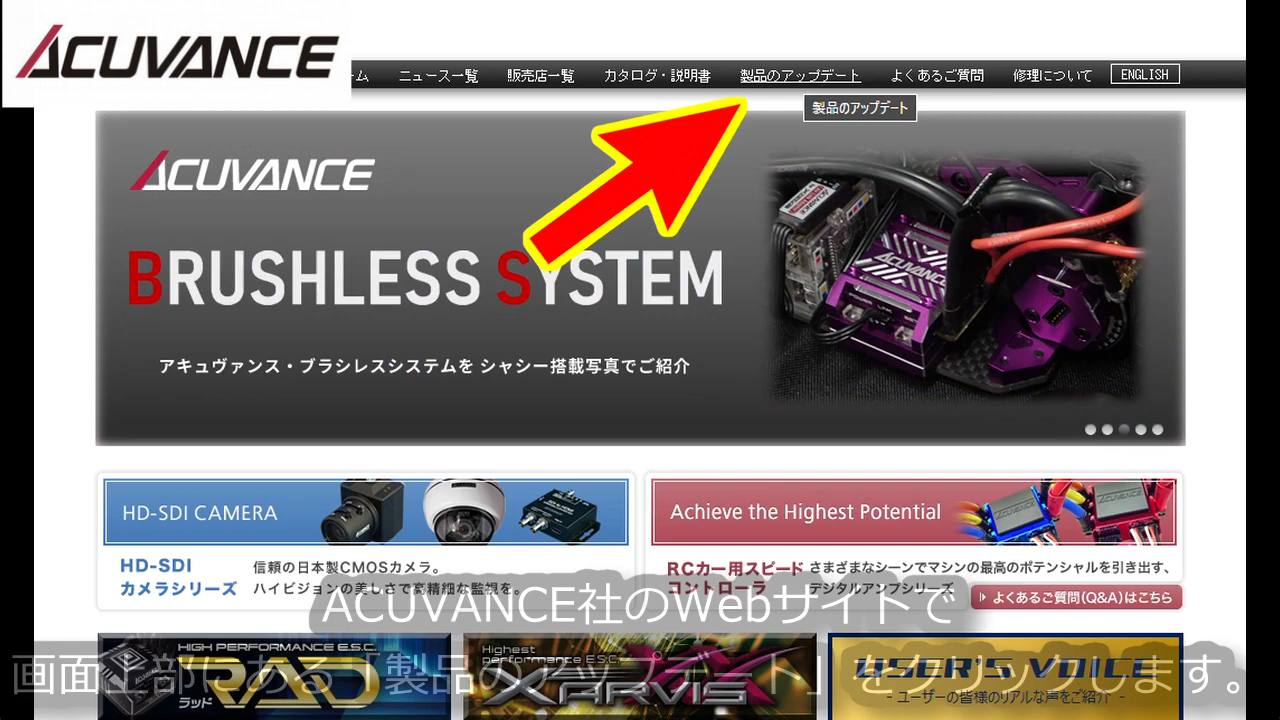 ACUVANCE
ーム ニュース一覧 販売店一覧 カタログ・説明書 製品のアップデート よくあるご質問 修理について ENGLISH
製品のアップデート
ACUVANCE
BRUSHLESS SYSTEM
アキュヴァンス・ブラシレスシステムを シャシー搭載写真でご紹介
ACUVANCE
HD-SDI CAMERA
Achieve the Highest Potential
HD-SDI
カメラシリーズ
信頼の日本製CMOSカメラ。
ハイビジョンの美しさで高精細な監視を。
RCカー用スピード
コントローラ
さまざまなシーンでマシンの最高のポテンシャルを引き出す、
デジタルアンプシリーズ
よくあるご質問(Q&A)はこちら
ACUVANCE社のWebサイトで
画面上部にある「製品のアップデート」をクリックします。
HIGH PERFORMANCE E.S.C.
RAD
ラッド
Highest
performance E.S.C.
XARVIS
USER'S VOICE
- ユーザーの皆様のリアルな声をご紹介 -